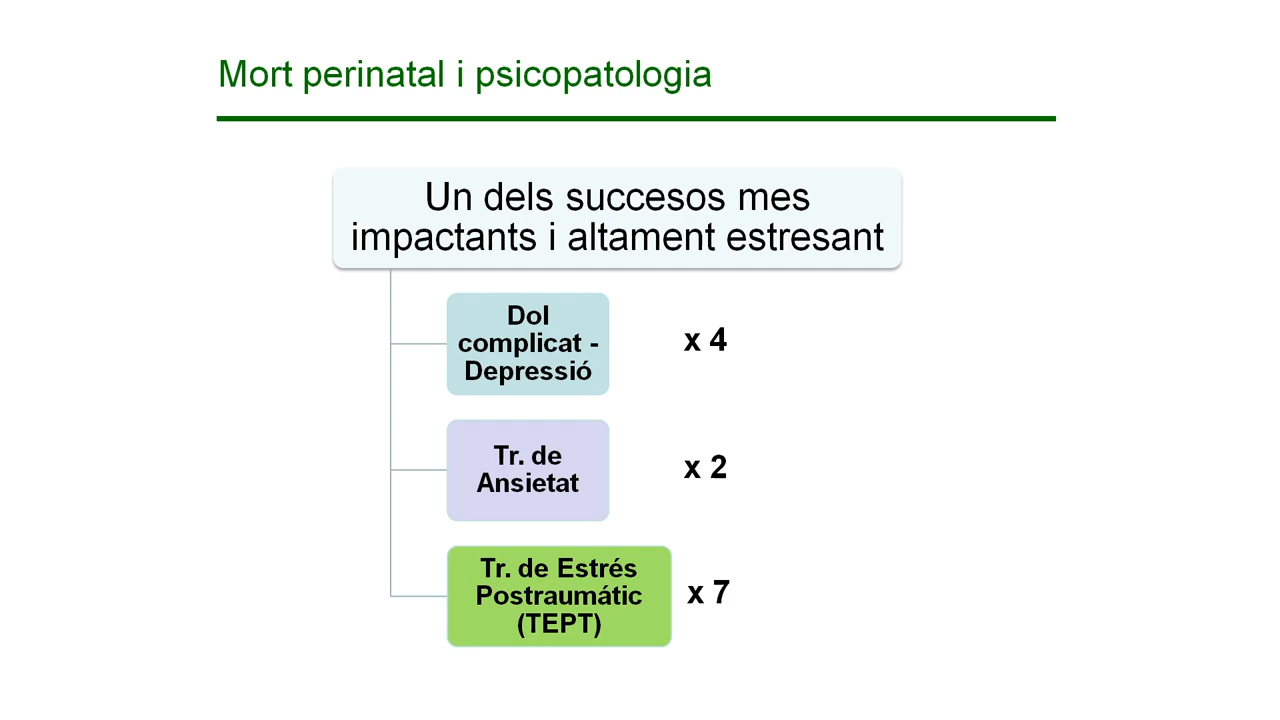 Mort perinatal i psicopatologia
Un dels succesos mes
impactants i altament estresant
Dol
complicat -
Depressió
x 4
Tr. de
Ansietat
x 2
Tr. de Estrés
Postraumátic
(TEPT)
x 7